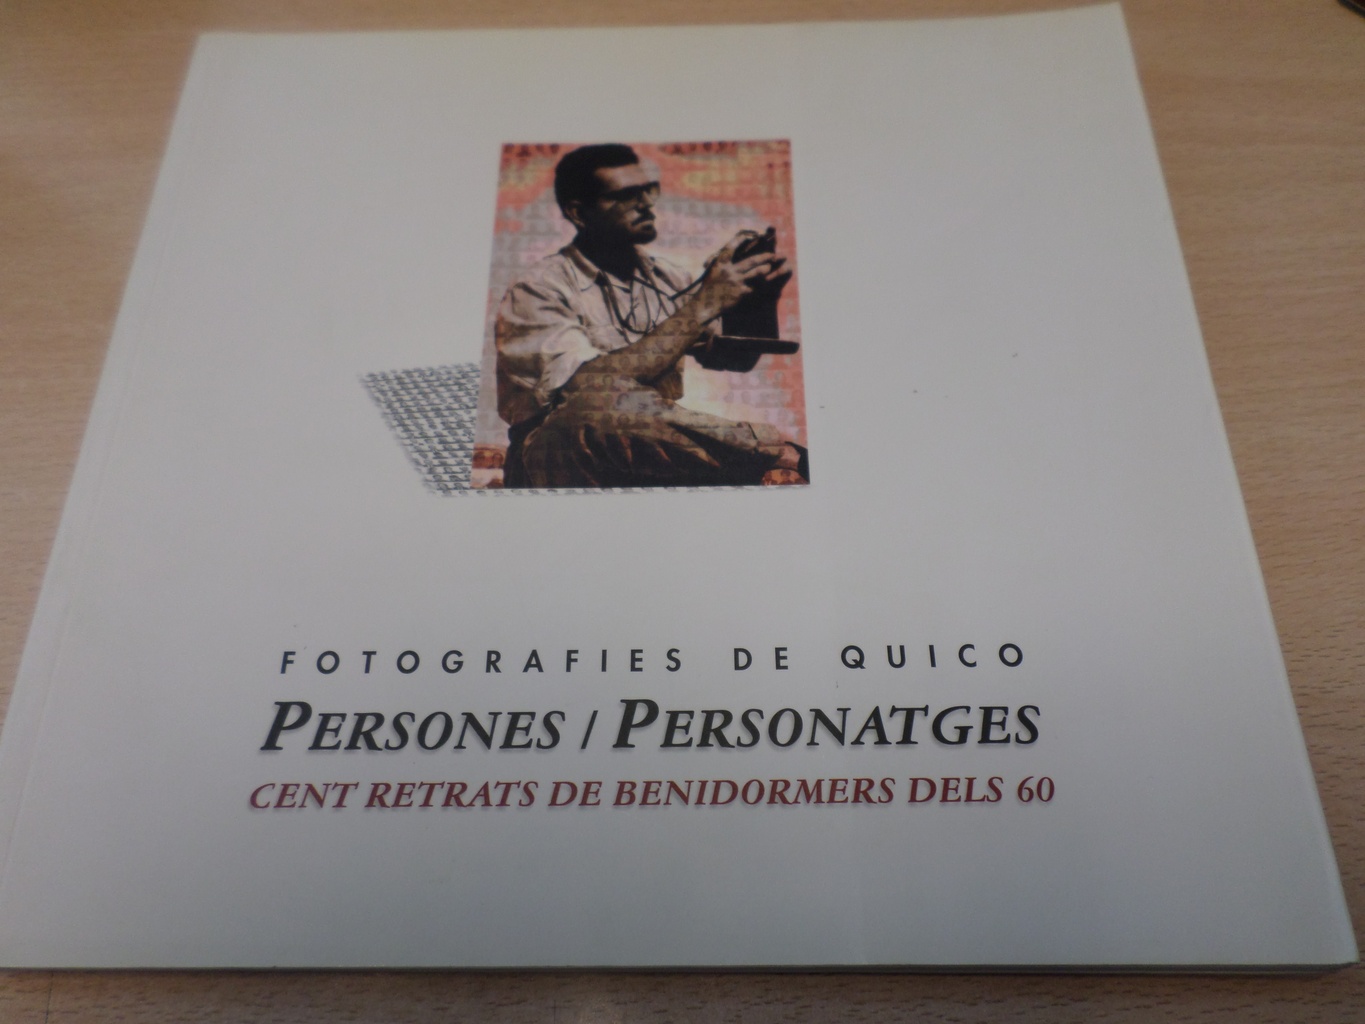 FOTOGRAFIES DE QUICO
PERSONES / PERSONATGES
CENT RETRATS DE BENIDORMERS DELS 60